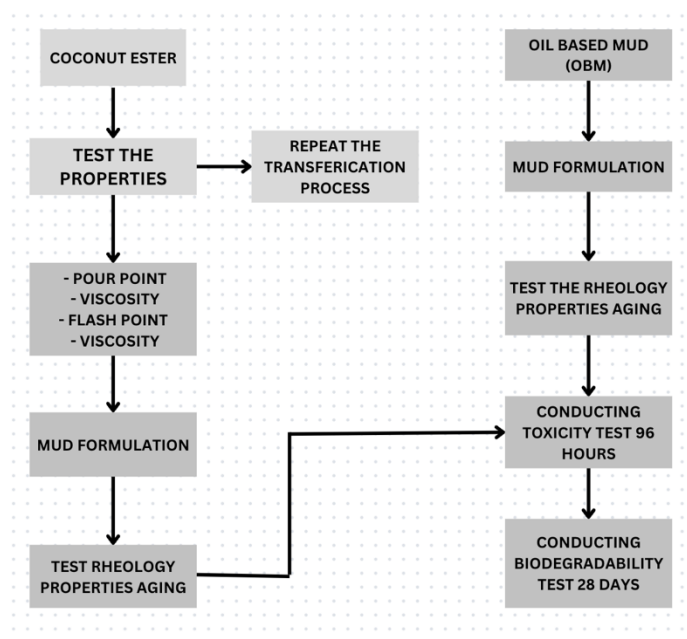 COCONUT ESTER
TEST THE
PROPERTIES
REPEAT THE
TRANSFERICATION
PROCESS
- POUR POINT
- VISCOSITY
- FLASH POINT
- VISCOSITY
MUD FORMULATION
TEST RHEOLOGY
PROPERTIES AGING
OIL BASED MUD
(OBM)
MUD FORMULATION
TEST THE RHEOLOGY
PROPERTIES AGING
CONDUCTING
TOXICITY TEST 96
HOURS
CONDUCTING
BIODEGRADABILITY
TEST 28 DAYS